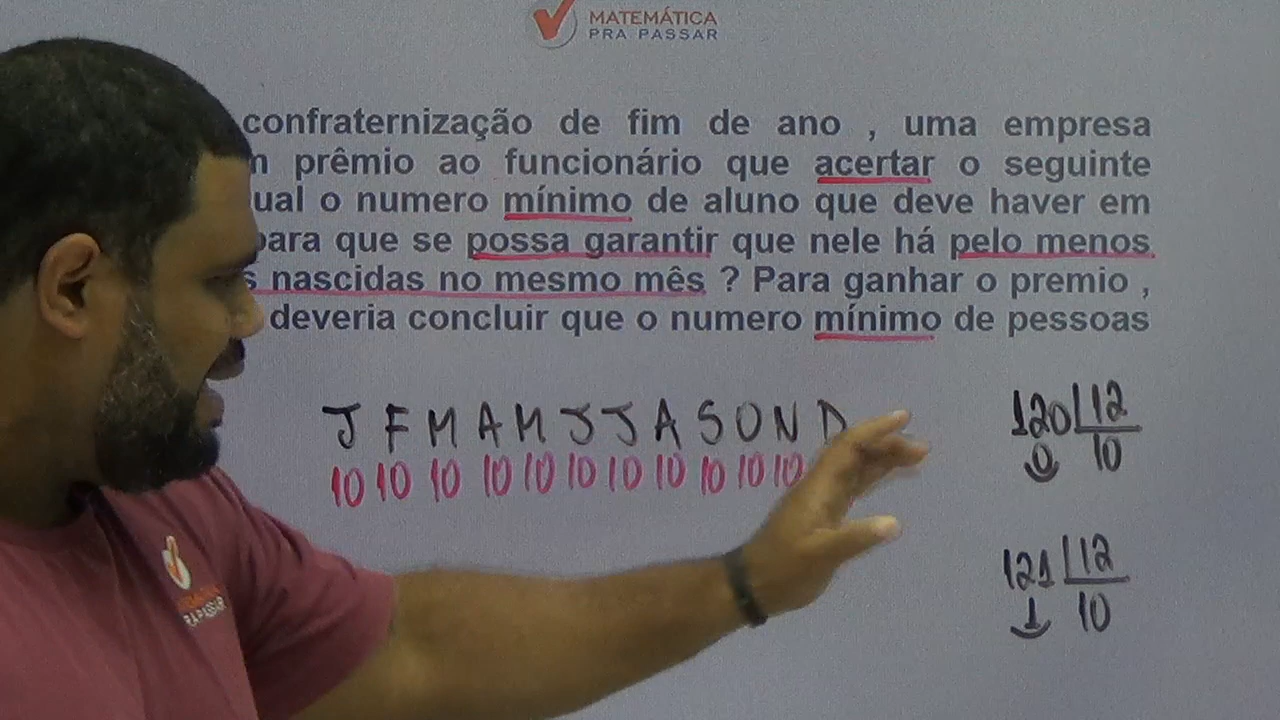 MATEMÁTICA
PRA PASSAR
confraternização de fim de ano , uma empresa
prêmio ao funcionário que acertar o seguinte
o numero mínimo de aluno que deve haver em
para que se possa garantir que nele há pelo menos
nascidas no mesmo mês ? Para ganhar o premio ,
deveria concluir que o numero mínimo de pessoas
J F M A M J J A S O N D
10 10 10 10 10 10 10 10 10 10 10
120 12
0 10
121 12
1 10